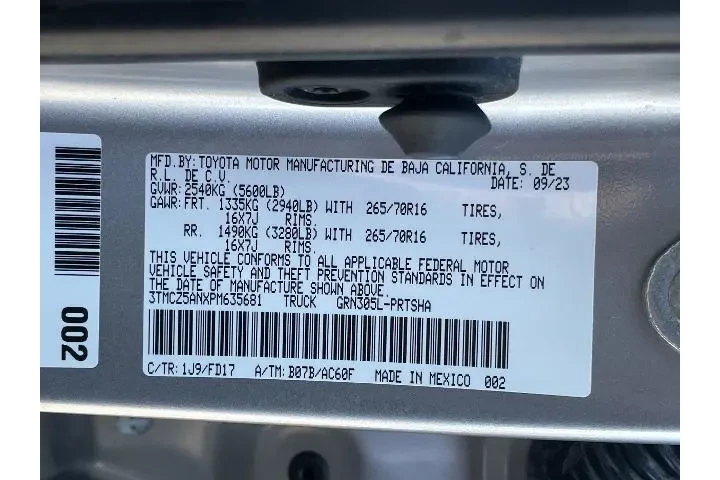 MFD.BY:TOYOTA MOTOR MANUFACTURING DE BAJA CALIFORNIA, S. DE
R.L. DE C.V. DATE: 09/23
GVWR:2540KG (5600LB)
GAWR:FRT. 1335KG (2940LB) WITH 265/70R16 TIRES,
16X7J RIMS.
RR. 1490KG (3280LB) WITH 265/70R16 TIRES,
16X7J RIMS.
THIS VEHICLE CONFORMS TO ALL APPLICABLE FEDERAL MOTOR
VEHICLE SAFETY AND THEFT PREVENTION STANDARDS IN EFFECT ON
THE DATE OF MANUFACTURE SHOWN ABOVE.
3TMCZ5ANXPM635681 TRUCK GRN305L-PRTSHA
C/TR: 1J9/FD17 A/TM: B07B/AC60F MADE IN MEXICO 002
002